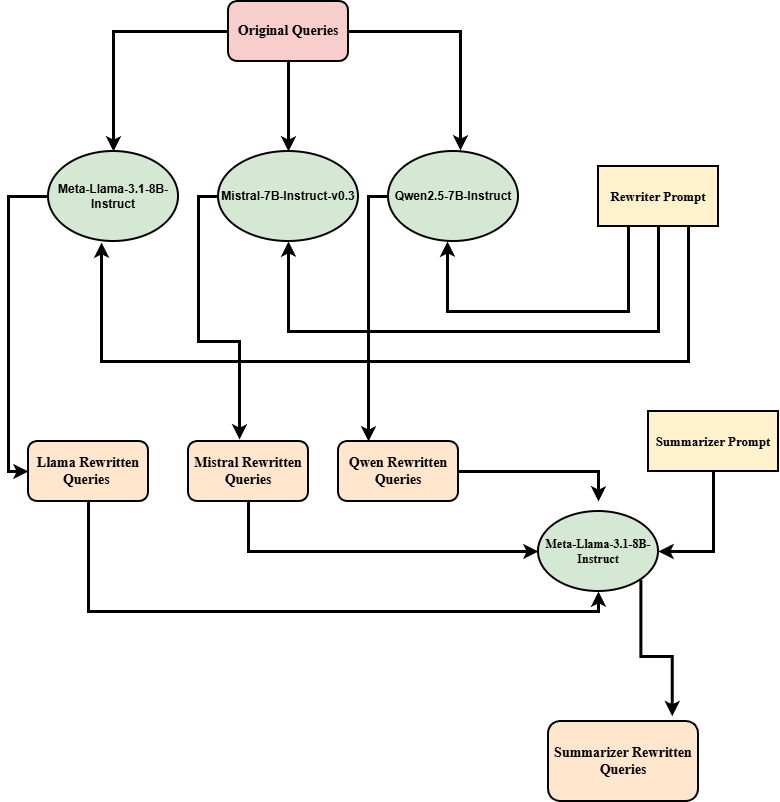 Original Queries
Meta-Llama-3.1-8B-
Instruct
Mistral-7B-Instruct-v0.3
Qwen2.5-7B-Instruct
Rewriter Prompt
Llama Rewritten
Queries
Mistral Rewritten
Queries
Qwen Rewritten
Queries
Summarizer Prompt
Meta-Llama-3.1-8B-
Instruct
Summarizer Rewritten
Queries